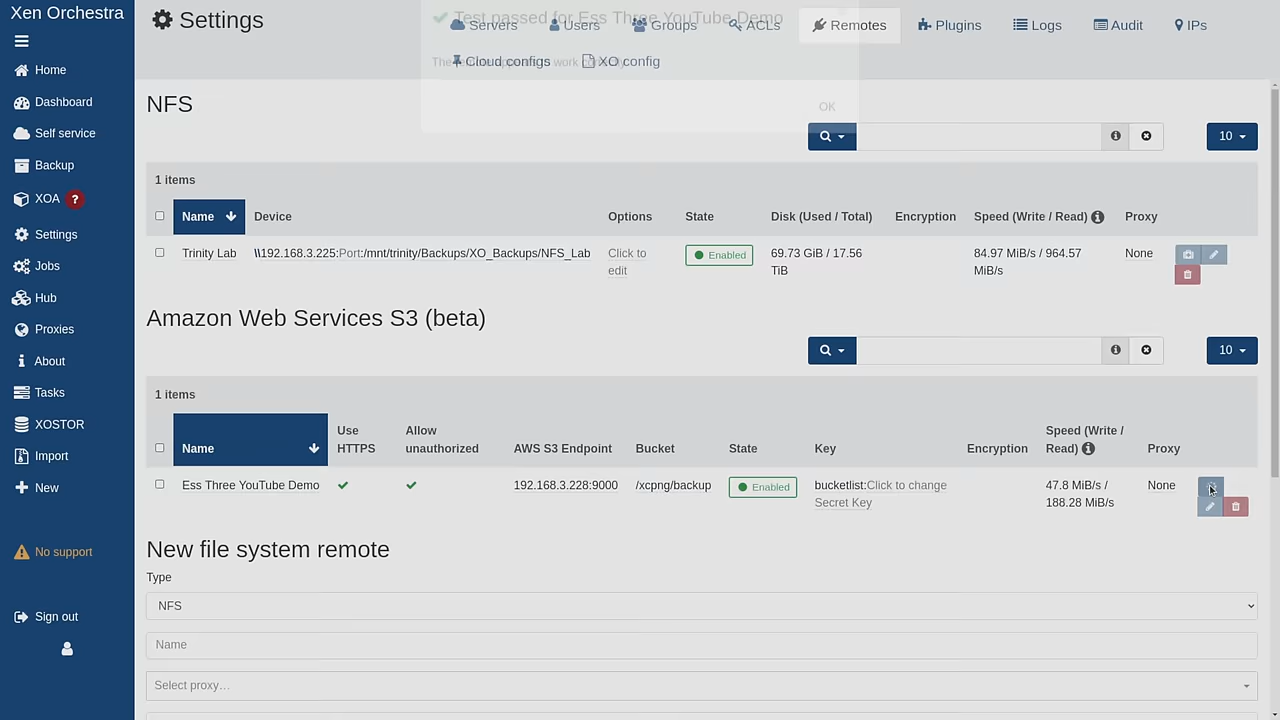 Xen Orchestra
Home
Dashboard
Self service
Backup
XOA ?
Settings
Jobs
Hub
Proxies
About
Tasks
XOSTOR
Import
New
No support
Sign out
Settings
Test passed for Ess Three YouTube Demo
Servers Users Groups ACLs Remotes Plugins Logs Audit IPs
Cloud configs XO config
OK
NFS
10
1 items
Name Device Options State Disk (Used / Total) Encryption Speed (Write / Read) Proxy
Trinity Lab \\192.168.3.225:Port:/mnt/trinity/Backups/XO_Backups/NFS_Lab Click to Enabled 69.73 GiB / 17.56 84.97 MiB/s / 964.57 None
edit TiB MiB/s
Amazon Web Services S3 (beta)
10
1 items
Use Allow Speed (Write /
Name HTTPS unauthorized AWS S3 Endpoint Bucket State Key Encryption Read) Proxy
Ess Three YouTube Demo 192.168.3.228:9000 /xcpng/backup Enabled bucketlist:Click to change 47.8 MiB/s / None
Secret Key 188.28 MiB/s
New file system remote
Type
NFS
Name
Select proxy…